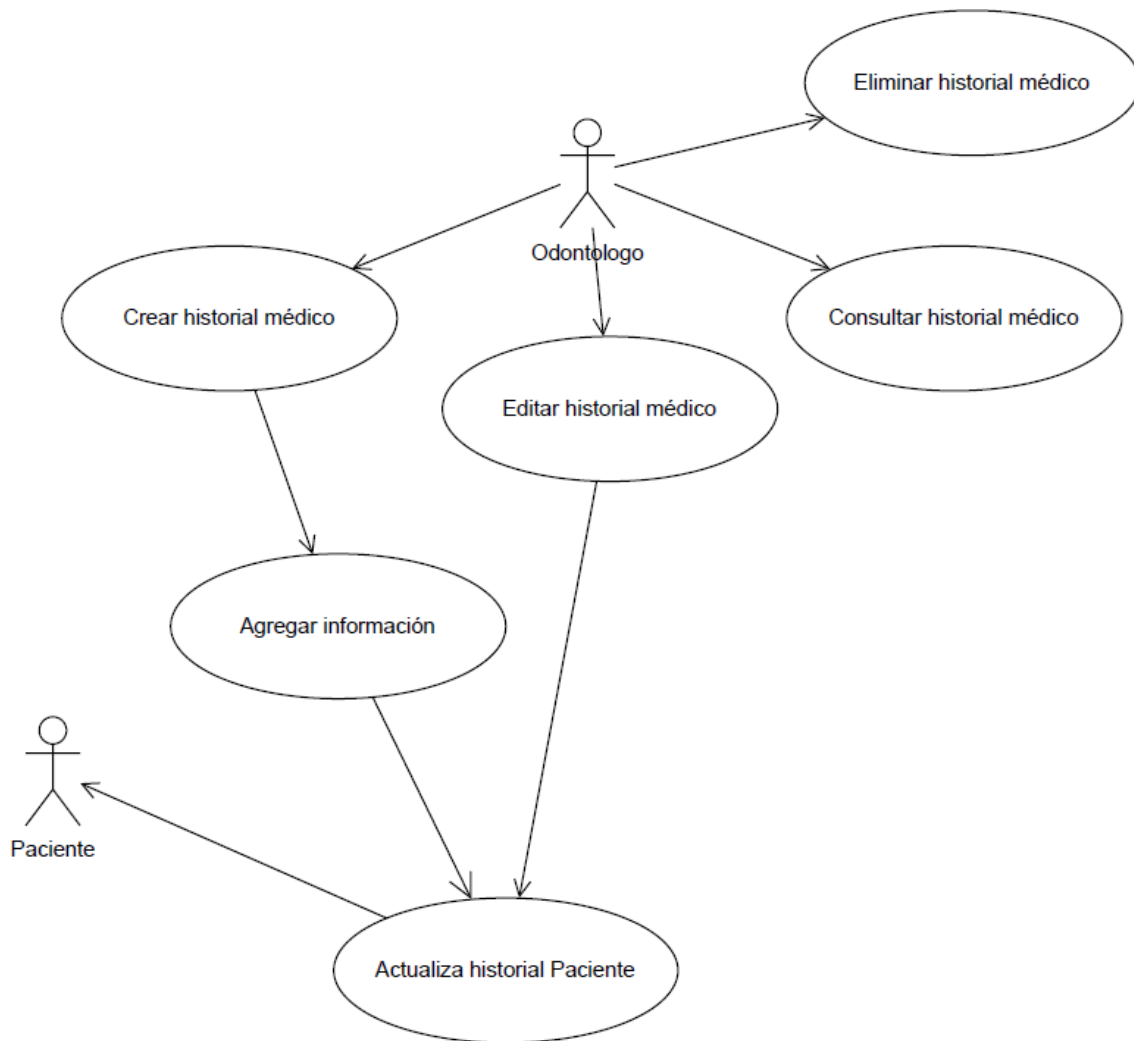 Eliminar historial médico
Odontologo
Crear historial médico
Consultar historial médico
Editar historial médico
Agregar información
Paciente
Actualiza historial Paciente